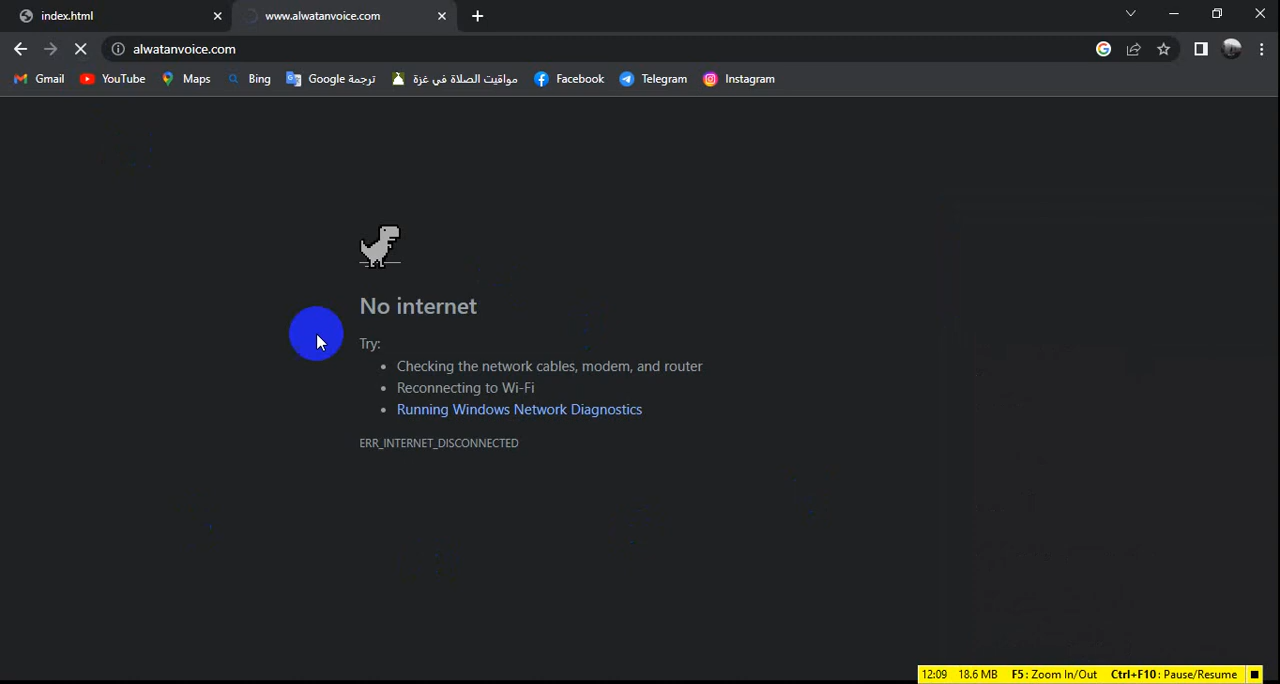 index.html
www.alwatanvoice.com
alwatanvoice.com
Gmail YouTube Maps Bing ترجمة Google مواقيت الصلاة في غزة Facebook Telegram Instagram
No internet
Try:
Checking the network cables, modem, and router
Reconnecting to Wi-Fi
Running Windows Network Diagnostics
ERR_INTERNET_DISCONNECTED
12:09 18.6 MB F5: Zoom In/Out Ctrl+F10: Pause/Resume